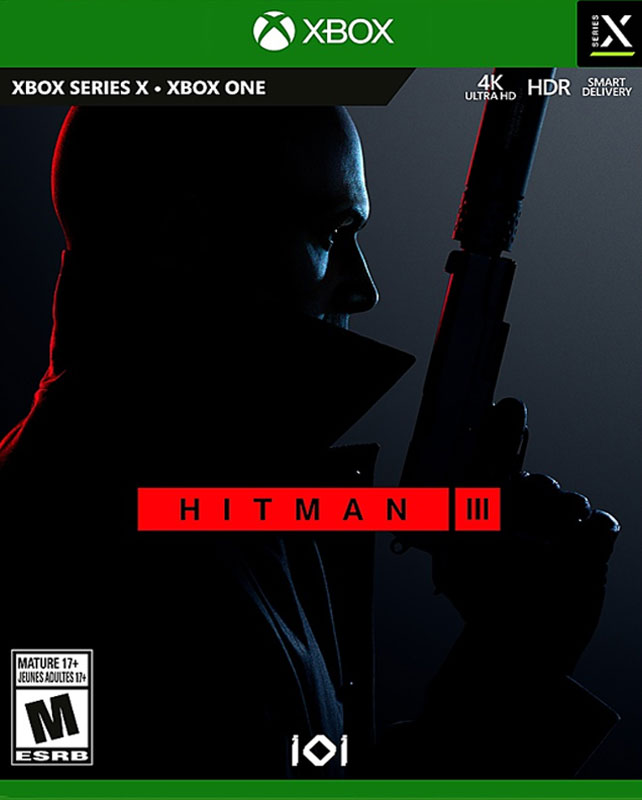 XBOX
SERIES X
XBOX SERIES X • XBOX ONE
4K
ULTRA HD
HDR
SMART
DELIVERY
HITMAN III
MATURE 17+
JEUNES ADULTES 17+
M
ESRB
IOI